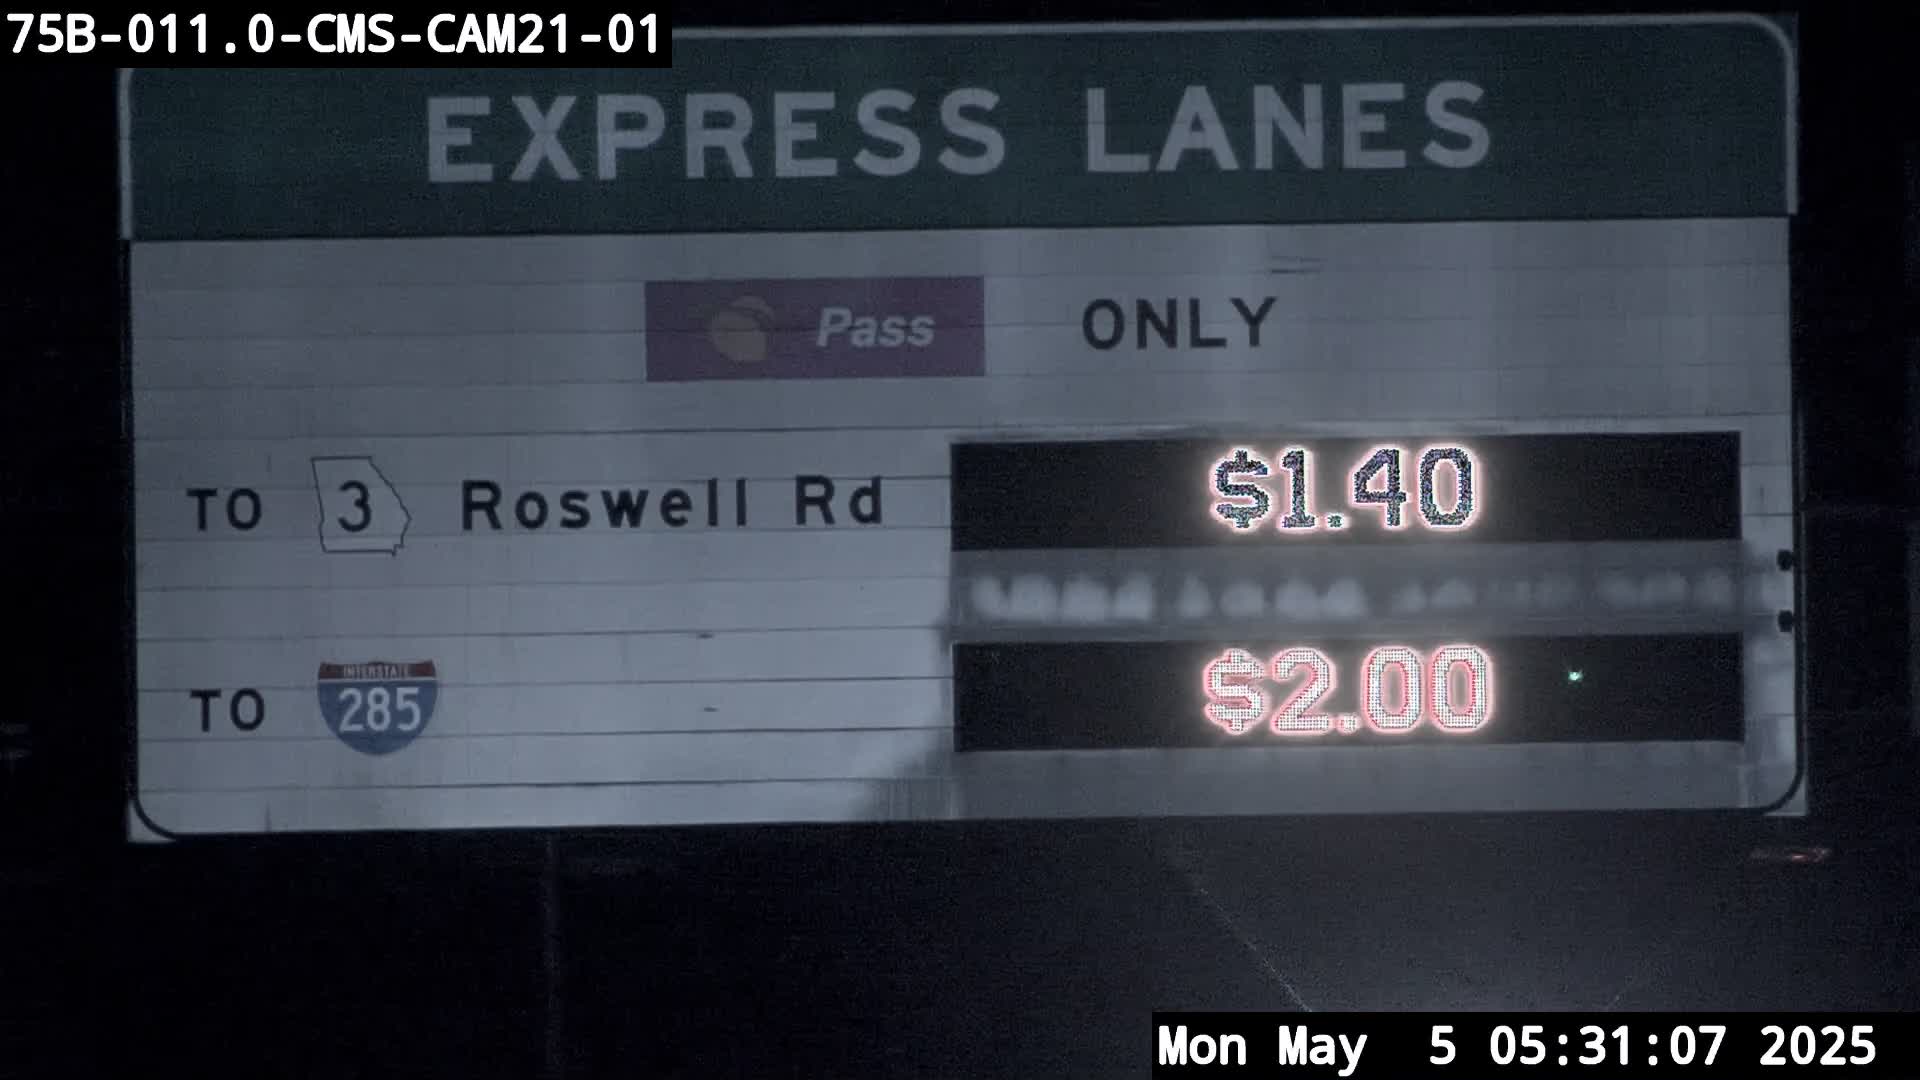 75B-011.0-CMS-CAM21-01
EXPRESS LANES
Pass ONLY
TO 3 Roswell Rd $1.40
TO INTERSTATE 285 $2.00
Mon May 5 05:31:07 2025